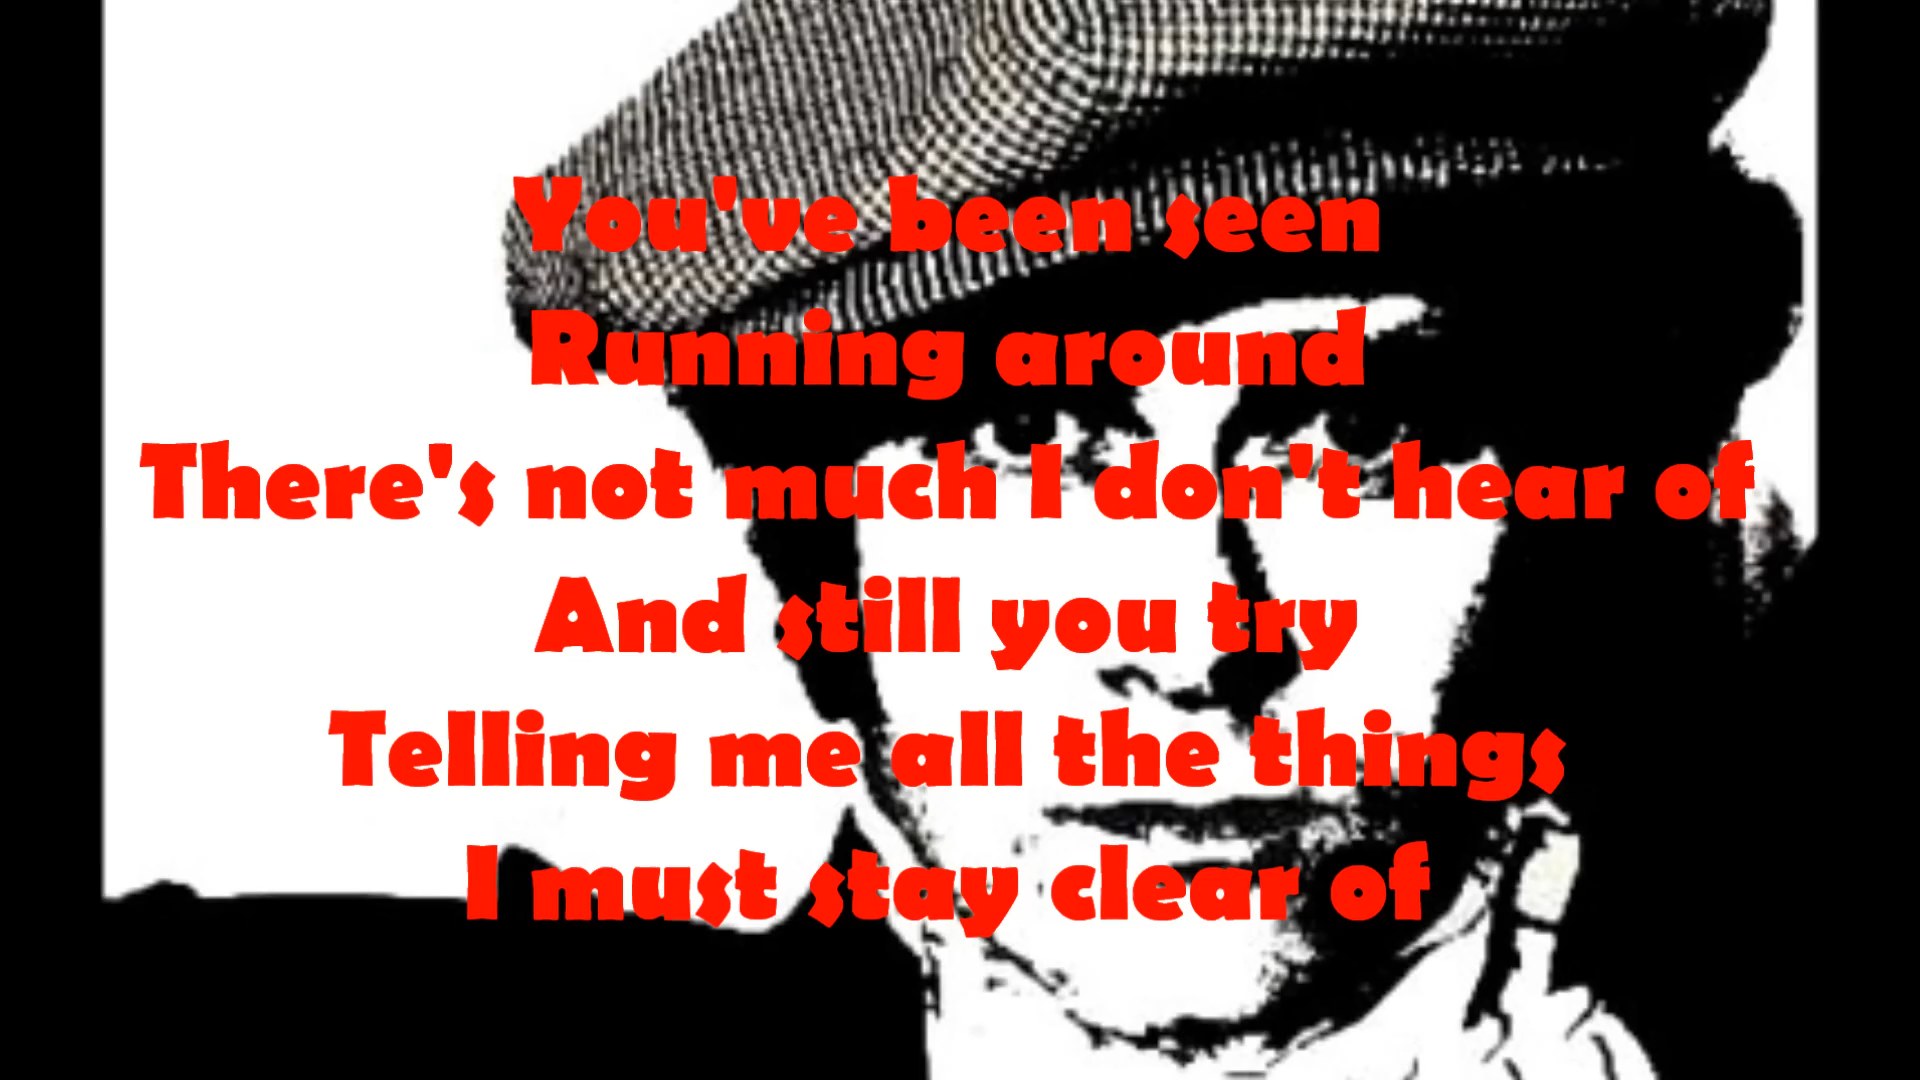 You've been seen
Running around
There's not much I don't hear of
And still you try
Telling me all the things
I must stay clear of